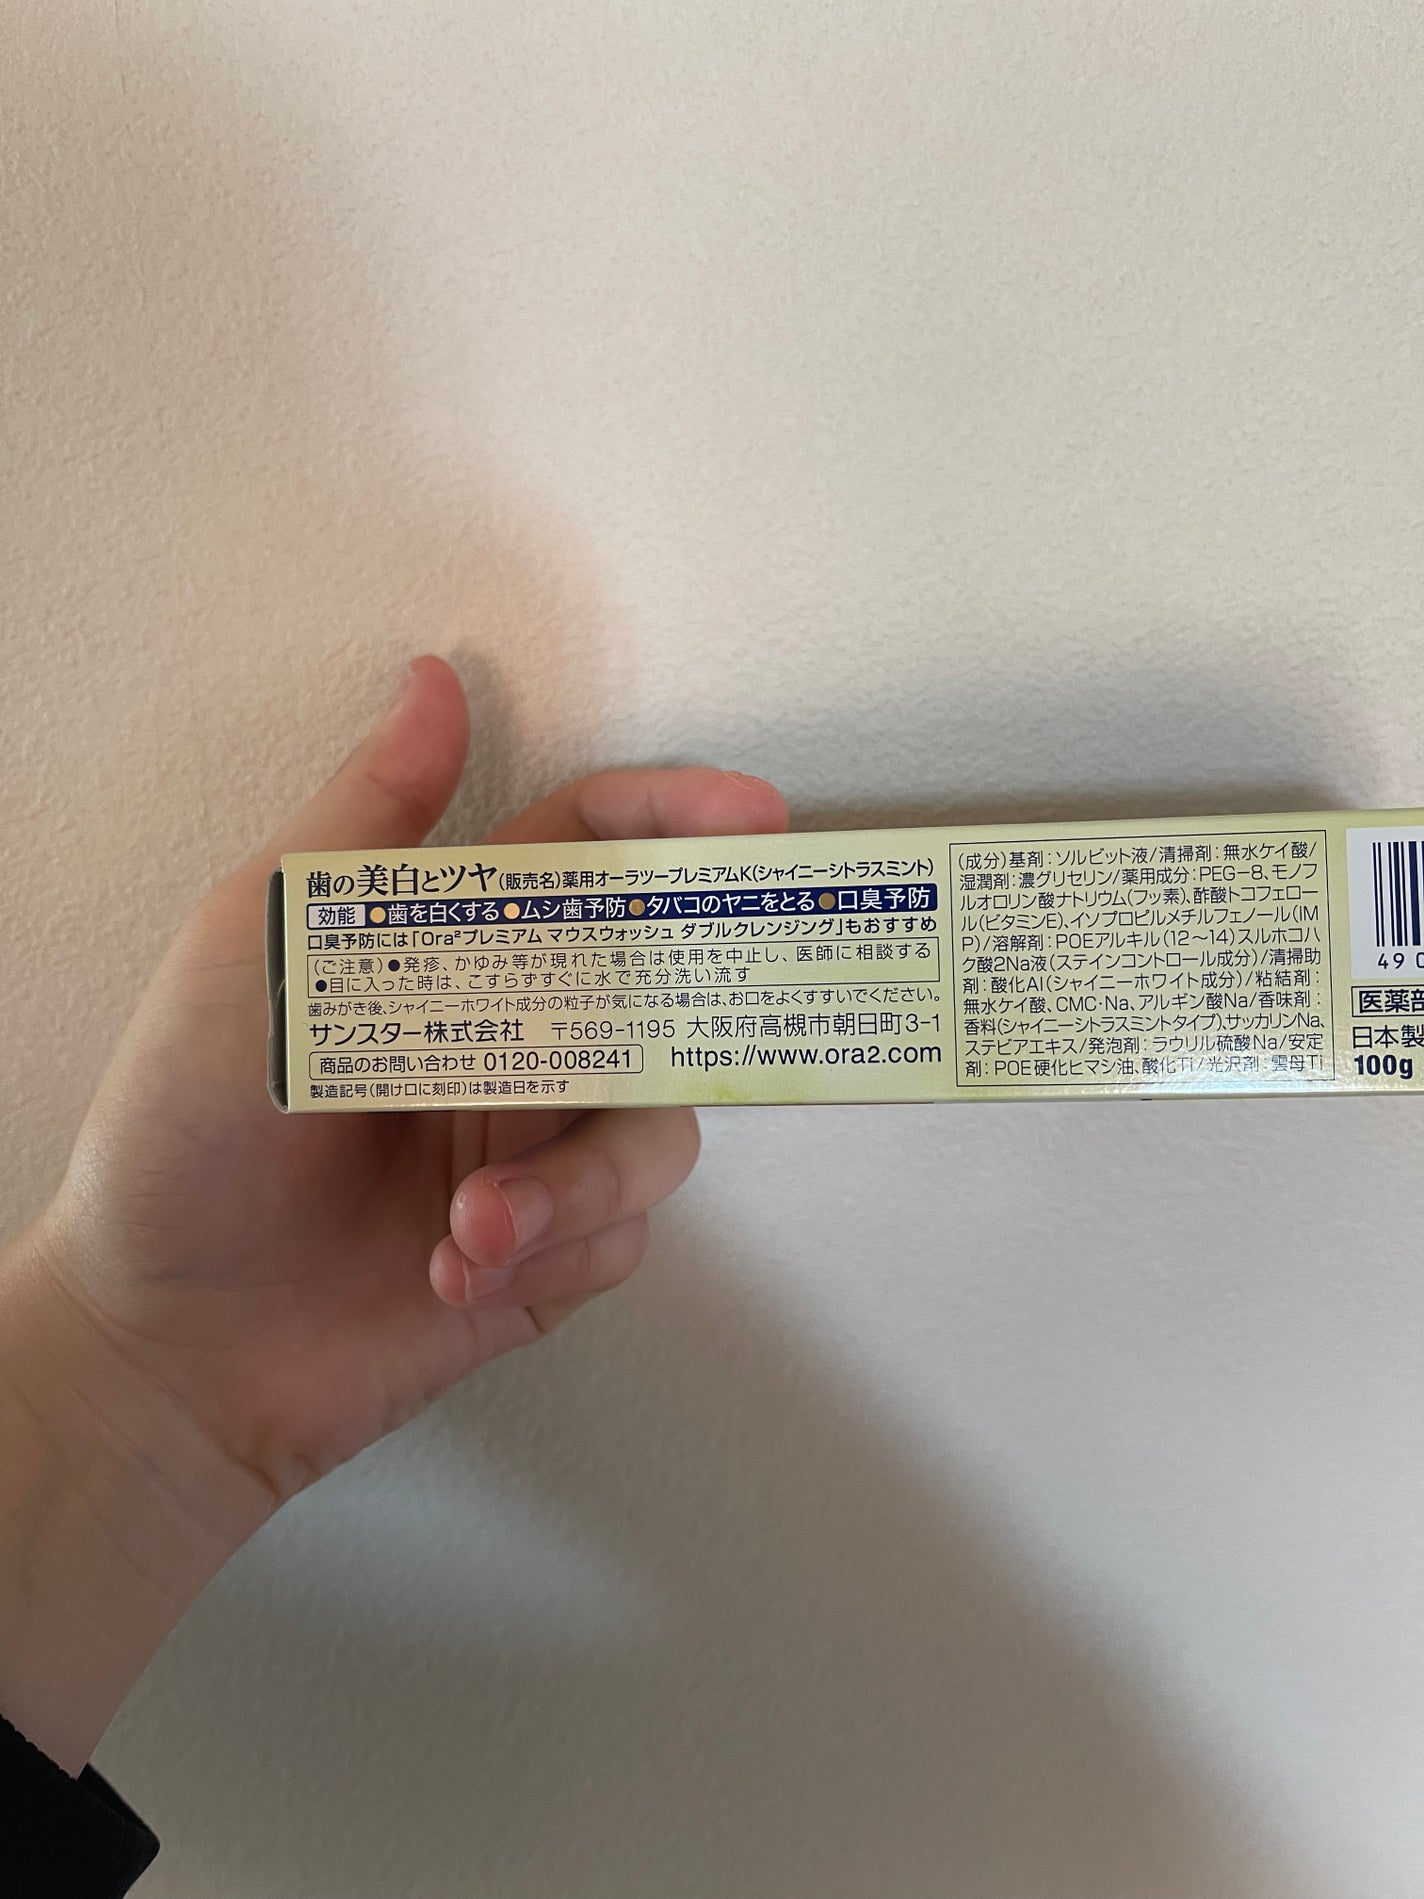 歯の美白とツヤ(販売名)薬用オーラツープレミアムK(シャイニーシトラスミント)
効能 ●歯を白くする●ムシ歯予防●タバコのヤニをとる●口臭予防
口臭予防には「Ora²プレミアム マウスウォッシュ ダブルクレンジング」もおすすめ
(ご注意)●発疹、かゆみ等が現れた場合は使用を中止し、医師に相談する
●目に入った時は、こすらずすぐに水で充分洗い流す
歯みがき後、シャイニーホワイト成分の粒子が気になる場合は、お口をよくすすいでください。
サンスター株式会社 〒569-1195 大阪府高槻市朝日町3-1
商品のお問い合わせ 0120-008241 https://www.ora2.com
製造記号(開け口に刻印)は製造日を示す
(成分)基剤:ソルビット液/清掃剤:無水ケイ酸/
湿潤剤:濃グリセリン/薬用成分:PEG-8、モノフ
ルオロリン酸ナトリウム(フッ素)、酢酸トコフェロー
ル(ビタミンE)、イソプロピルメチルフェノール(IM
P)/溶解剤:POEアルキル(12〜14)スルホコハ
ク酸2Na液(ステインコントロール成分)/清掃助
剤:酸化Al(シャイニーホワイト成分)/粘結剤:
無水ケイ酸、CMC・Na、アルギン酸Na/香味剤:
香料(シャイニーシトラスミントタイプ)、サッカリンNa、
ステビアエキス/発泡剤:ラウリル硫酸Na/安定
剤:POE硬化ヒマシ油、酸化Ti/光沢剤:雲母Ti
49
医薬部
日本製
100g